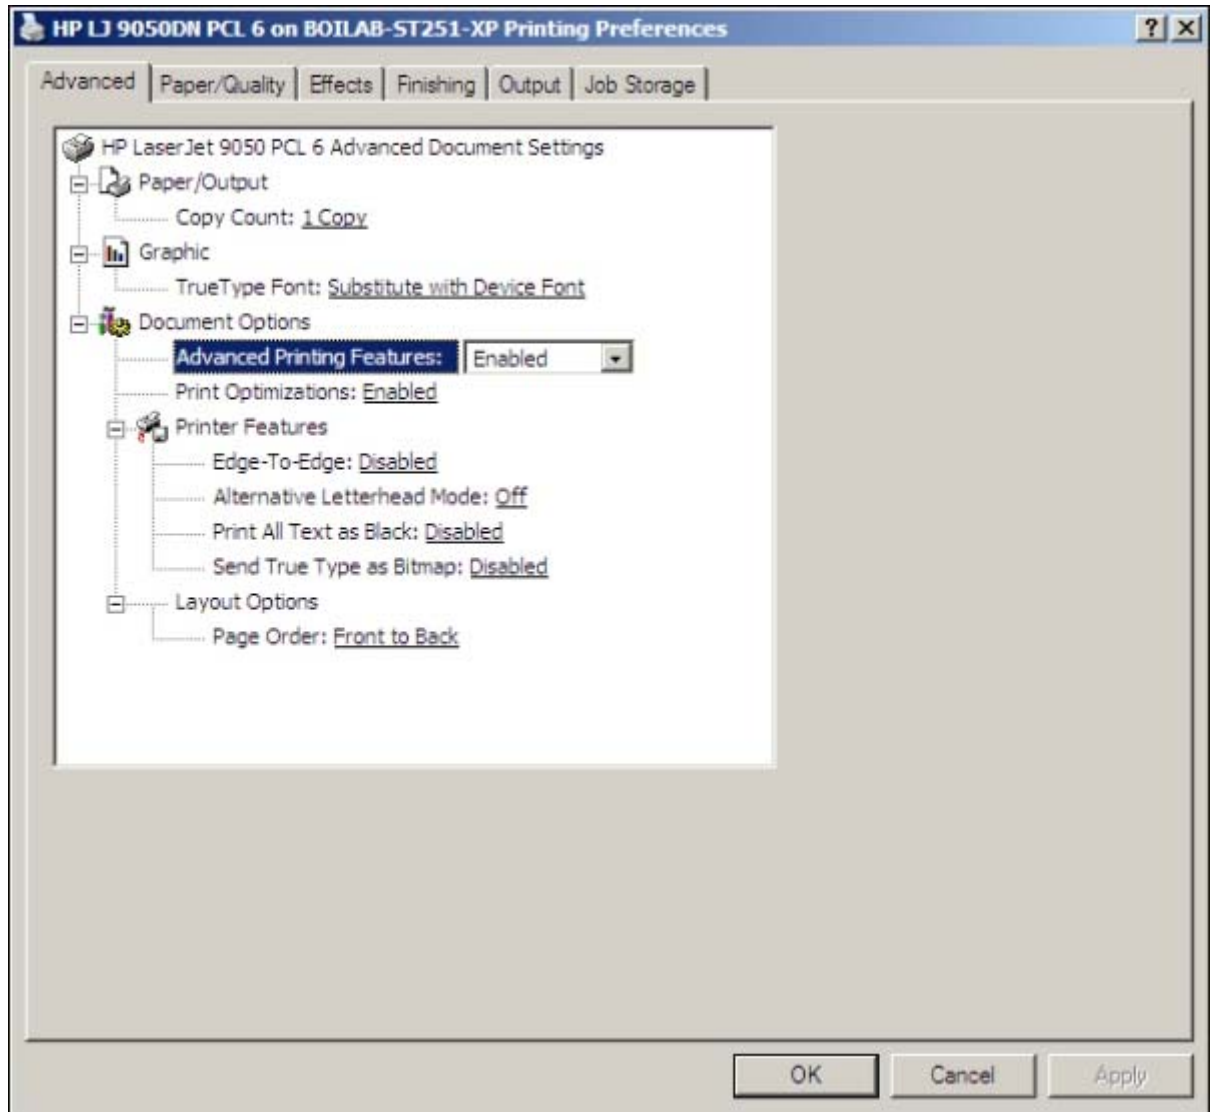 HP LJ 9050DN PCL 6 on BOILAB-ST251-XP Printing Preferences
Advanced Paper/Quality Effects Finishing Output Job Storage
HP LaserJet 9050 PCL 6 Advanced Document Settings
Paper/Output
Copy Count: 1 Copy
Graphic
TrueType Font: Substitute with Device Font
Document Options
Advanced Printing Features: Enabled
Print Optimizations: Enabled
Printer Features
Edge-To-Edge: Disabled
Alternative Letterhead Mode: Off
Print All Text as Black: Disabled
Send True Type as Bitmap: Disabled
Layout Options
Page Order: Front to Back
OK Cancel Apply